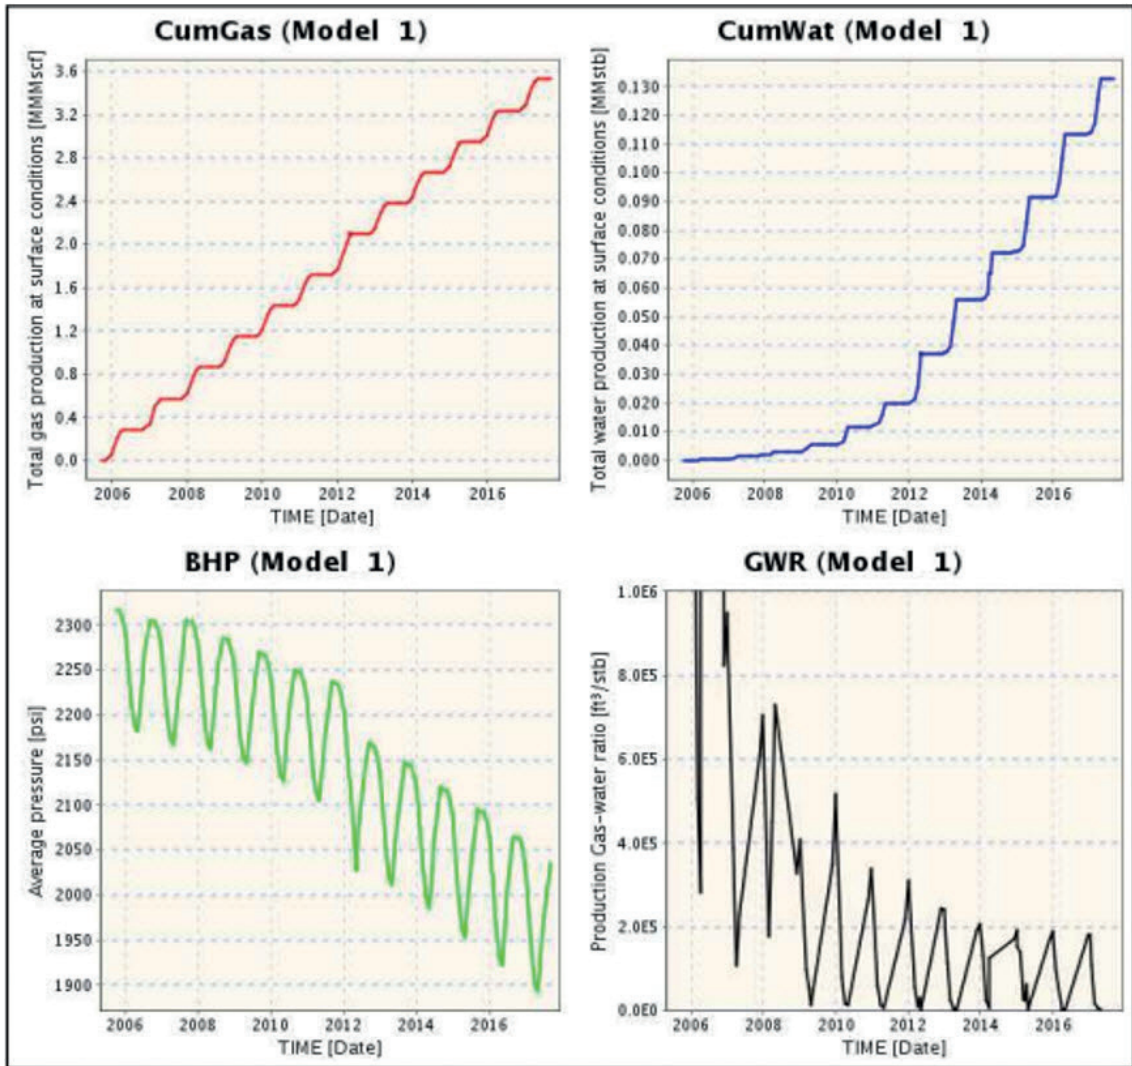 CumGas (Model 1)
Total gas production at surface conditions [MMMscf]
3.6
3.2
2.8
2.4
2.0
1.6
1.2
0.8
0.4
0.0
2006 2008 2010 2012 2014 2016
TIME [Date]
CumWat (Model 1)
Total water production at surface conditions [MMstb]
0.130
0.120
0.110
0.100
0.090
0.080
0.070
0.060
0.050
0.040
0.030
0.020
0.010
0.000
2006 2008 2010 2012 2014 2016
TIME [Date]
BHP (Model 1)
Average pressure [psi]
2300
2250
2200
2150
2100
2050
2000
1950
1900
2006 2008 2010 2012 2014 2016
TIME [Date]
GWR (Model 1)
Production Gas-water ratio [ft³/stb]
1.0E6
8.0E5
6.0E5
4.0E5
2.0E5
0.0E0
2006 2008 2010 2012 2014 2016
TIME [Date]